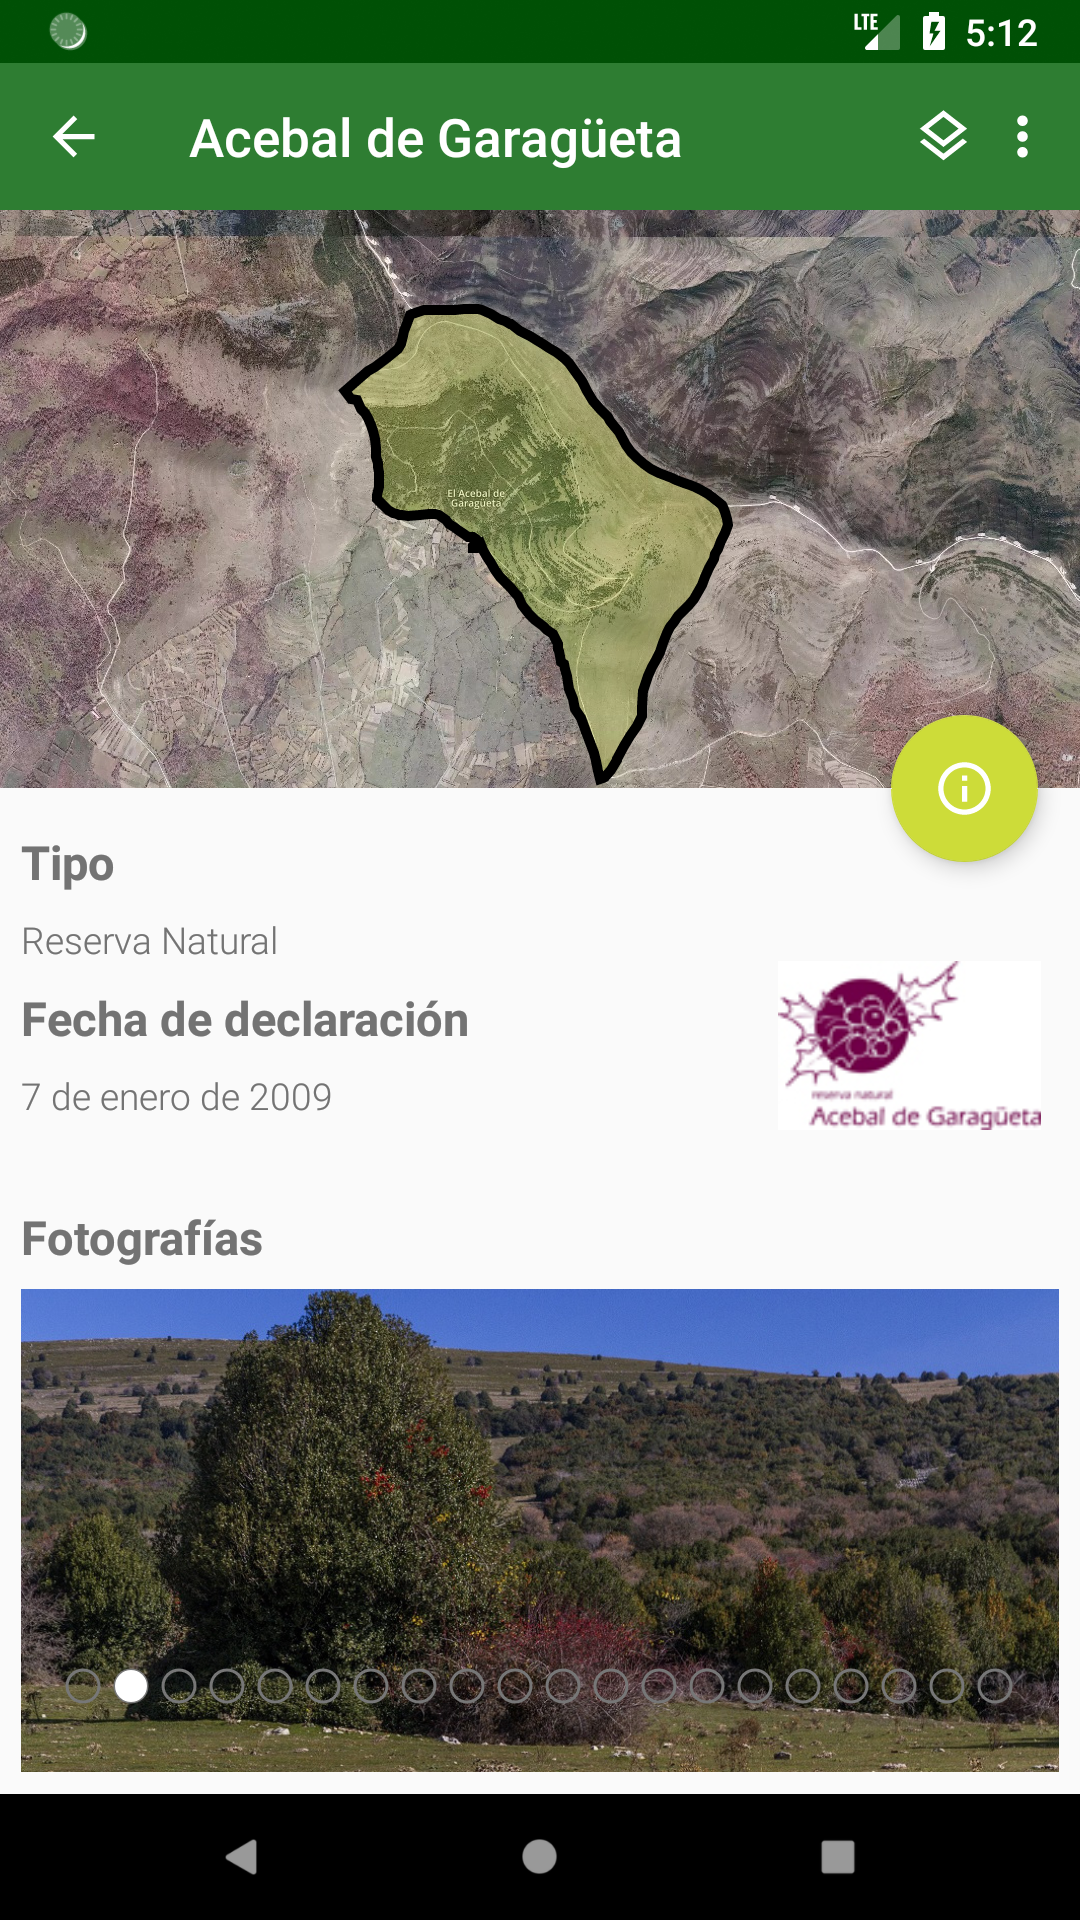 LTE 5:12
Acebal de Garagüeta
El Acebal de
Garagüeta
Tipo
Reserva Natural
Fecha de declaración
7 de enero de 2009
reserva natural
Acebal de Garagüeta
Fotografías